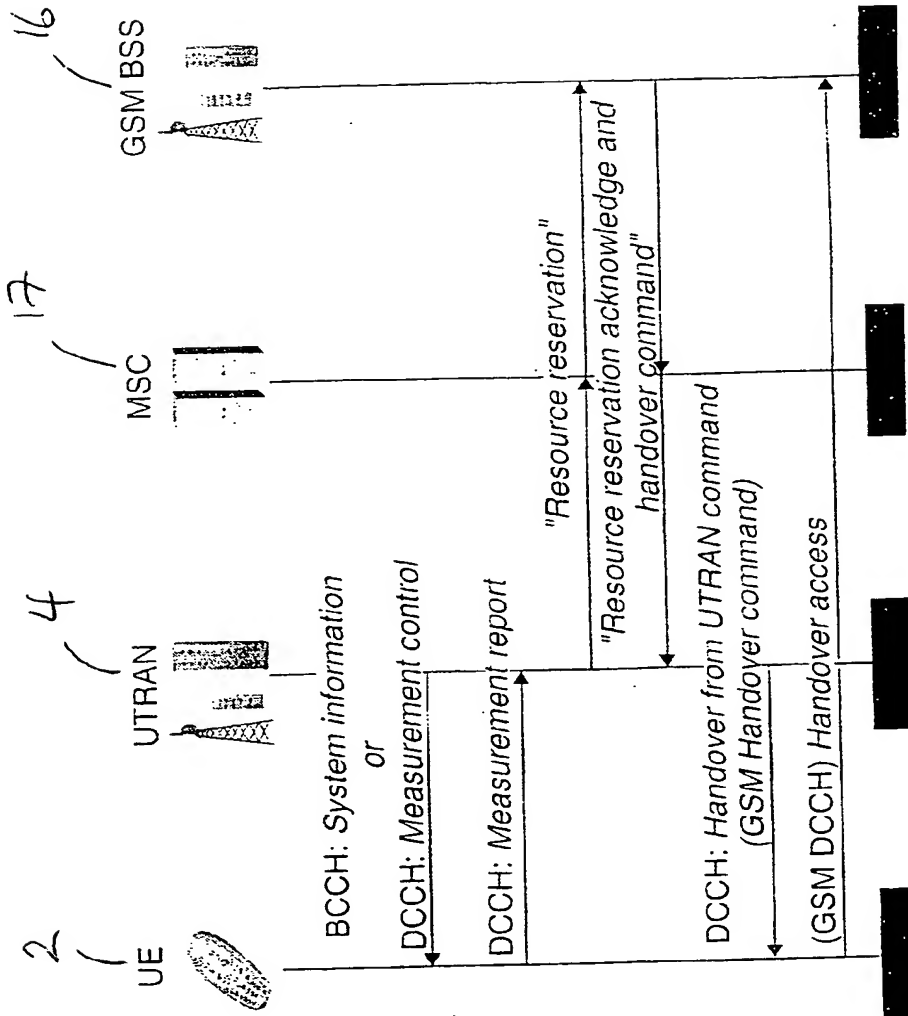 2
UE
4
UTRAN
17
MSC
16
GSM BSS
BCCH: System information
or
DCCH: Measurement control
DCCH: Measurement report
"Resource reservation"
"Resource reservation acknowledge and
handover command"
DCCH: Handover from UTRAN command
(GSM Handover command)
(GSM DCCH) Handover access